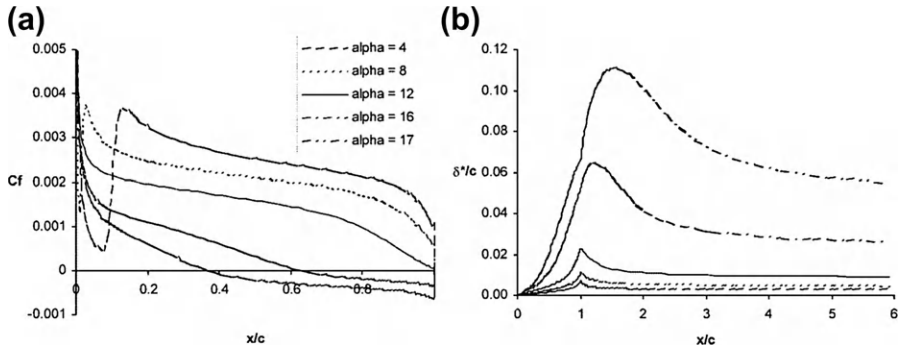 (a)
0.005
0.004
0.003
Cf 0.002
0.001
0
-0.001
0 0.2 0.4 0.6 0.8
x/c
alpha = 4
alpha = 8
alpha = 12
alpha = 16
alpha = 17
(b)
0.12
0.10
0.08
δ*/c 0.06
0.04
0.02
0.00
0 1 2 3 4 5 6
x/c